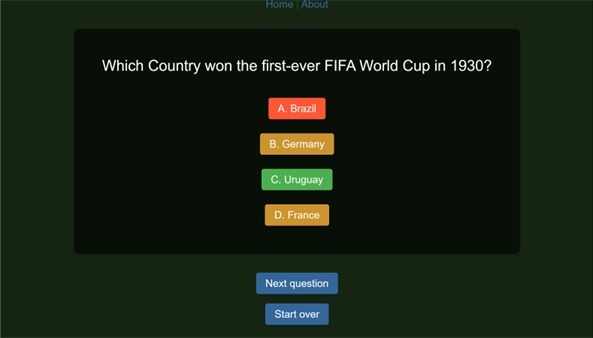 Home | About
Which Country won the first-ever FIFA World Cup in 1930?
A. Brazil
B. Germany
C. Uruguay
D. France
Next question
Start over